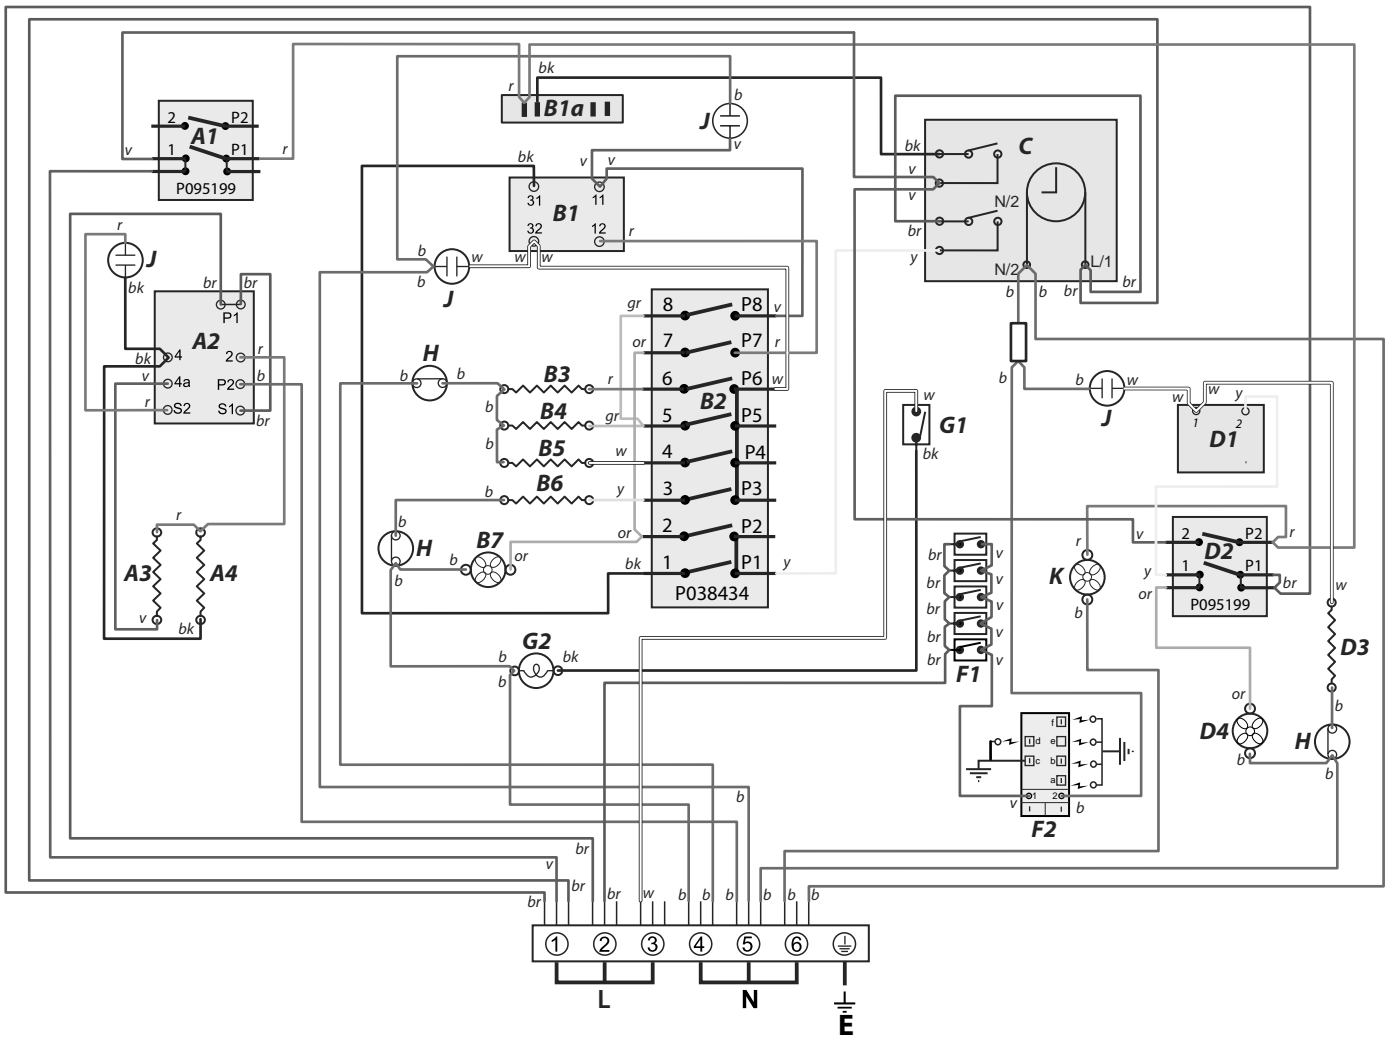 bk
r
B1a
b
J
v
2 P2
A1
v 1 P1 r
P095199
bk v v
31 11
B1
32 12 r
w w w
b
b
J
bk
C
v
v
N/2
br
y
N/2 L/1
b b br br
r
J
bk
br br
P1
A2
bk 4 2 r
v 4a P2 b
r S2 S1
br
gr 8 P8 v
or 7 P7 r
6 P6 w
B2
5 P5
4 P4
3 P3
or 2 P2
bk 1 P1 y
P038434
H
b b
B3
r
b
B4
gr
b
B5
w
B6
b y
b
H
b b
B7
or
G2
b bk
b
w
G1
bk
b b w
J
w w y
1 2
D1
r
A3 A4
v bk
br v
br v
br v
br v
br v
F1
r
K
b
v 2 P2 r
D2
y 1 P1 br
or
P095199
w
D3
b
or
D4
b
H
b
f
d e
c b
a
v 1 2 b
F2
b
br
v
br
br
br w b b b b b b
1 2 3 4 5 6
L N
E